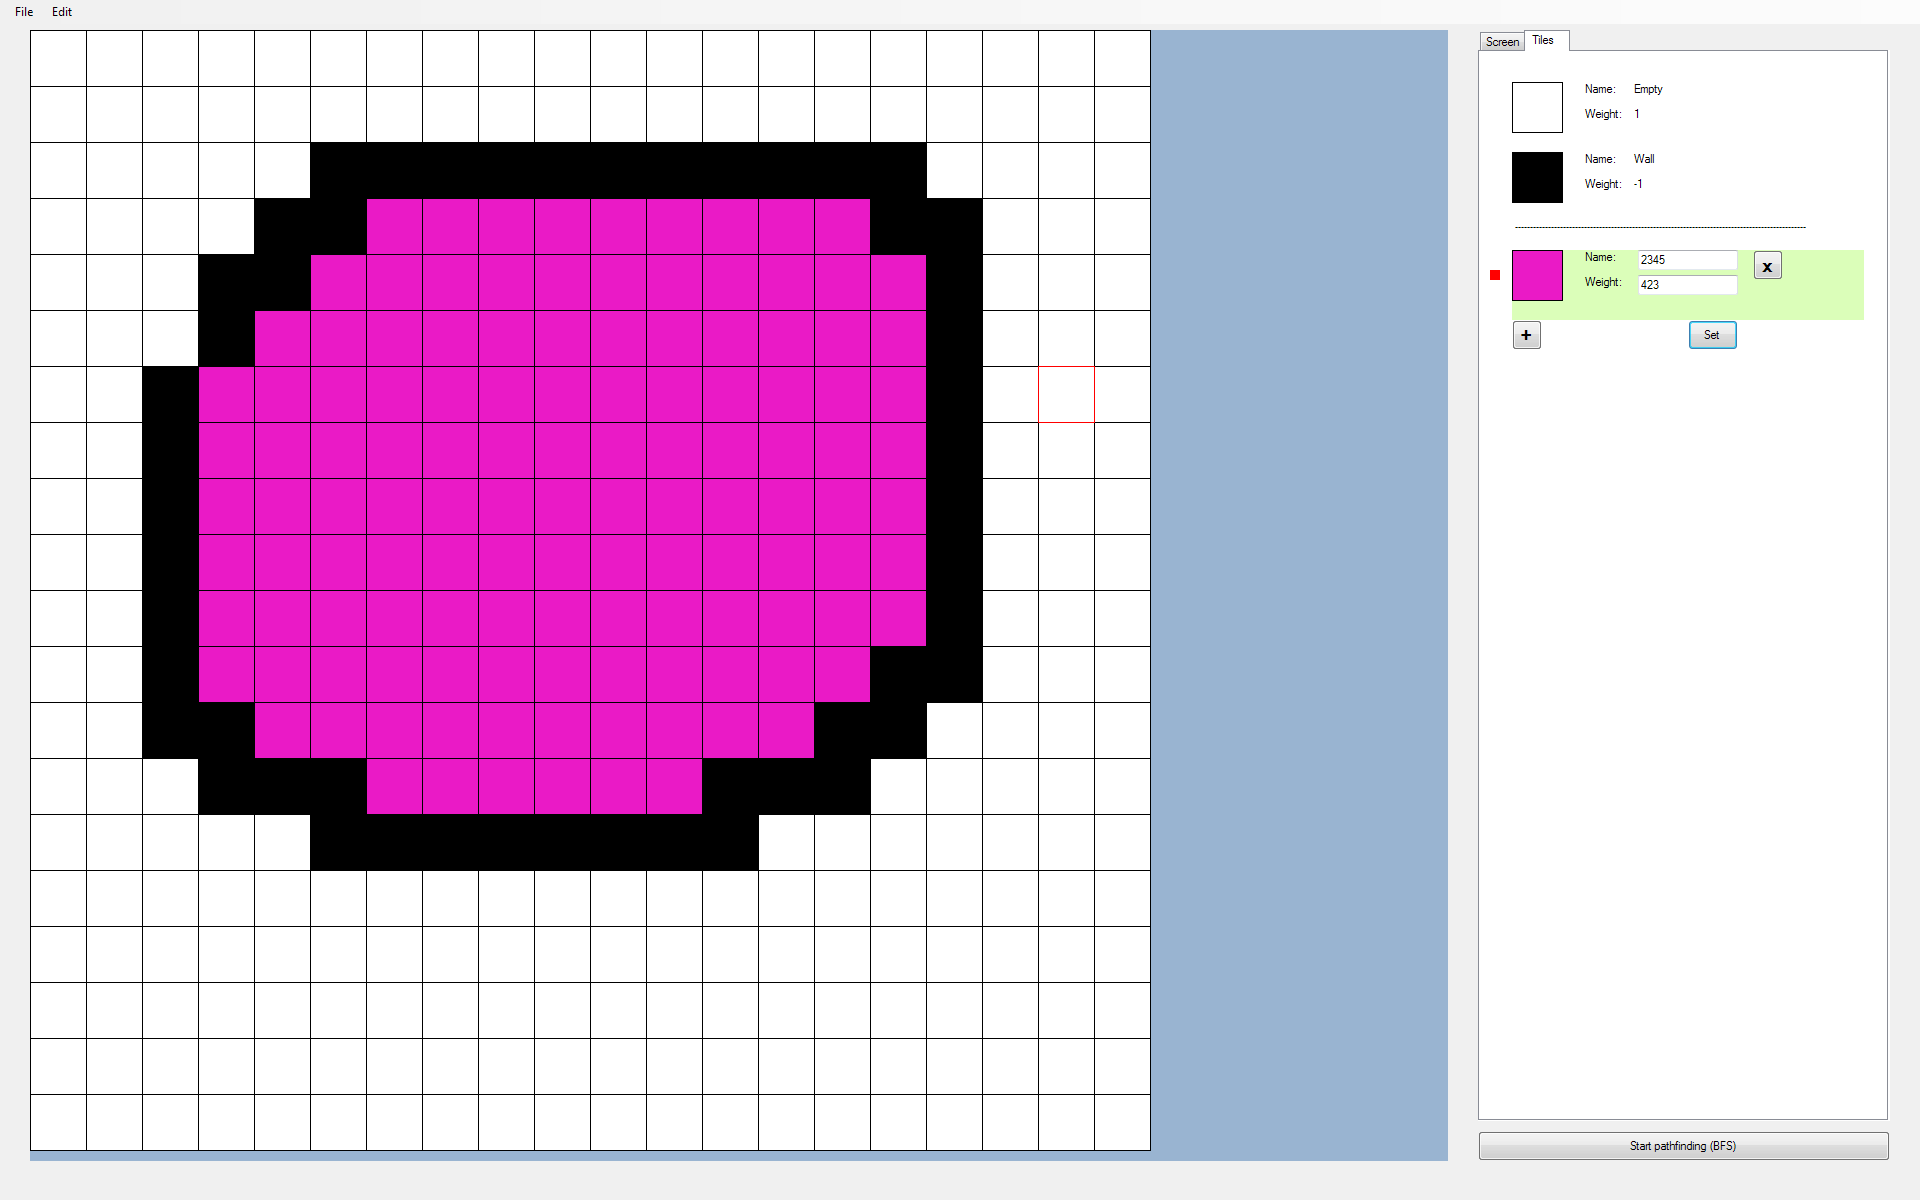 File Edit
Screen Tiles
Name: Empty
Weight: 1
Name: Wall
Weight: -1
Name: 2345
x
Weight: 423
+ Set
Start pathfinding (BFS)